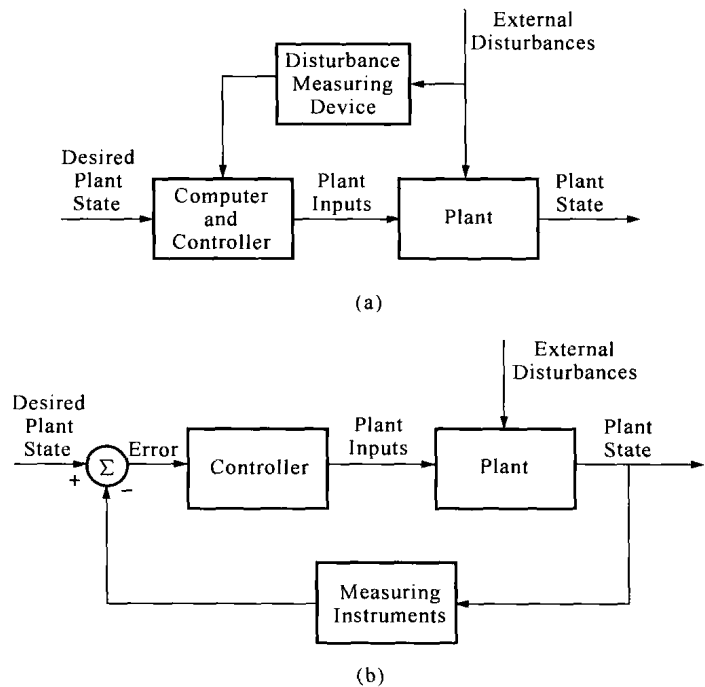 External
Disturbances
Disturbance
Measuring
Device
Desired
Plant
State
Computer
and
Controller
Plant
Inputs
Plant
Plant
State
(a)
External
Disturbances
Desired
Plant
State
Error
Σ
+
−
Controller
Plant
Inputs
Plant
Plant
State
Measuring
Instruments
(b)